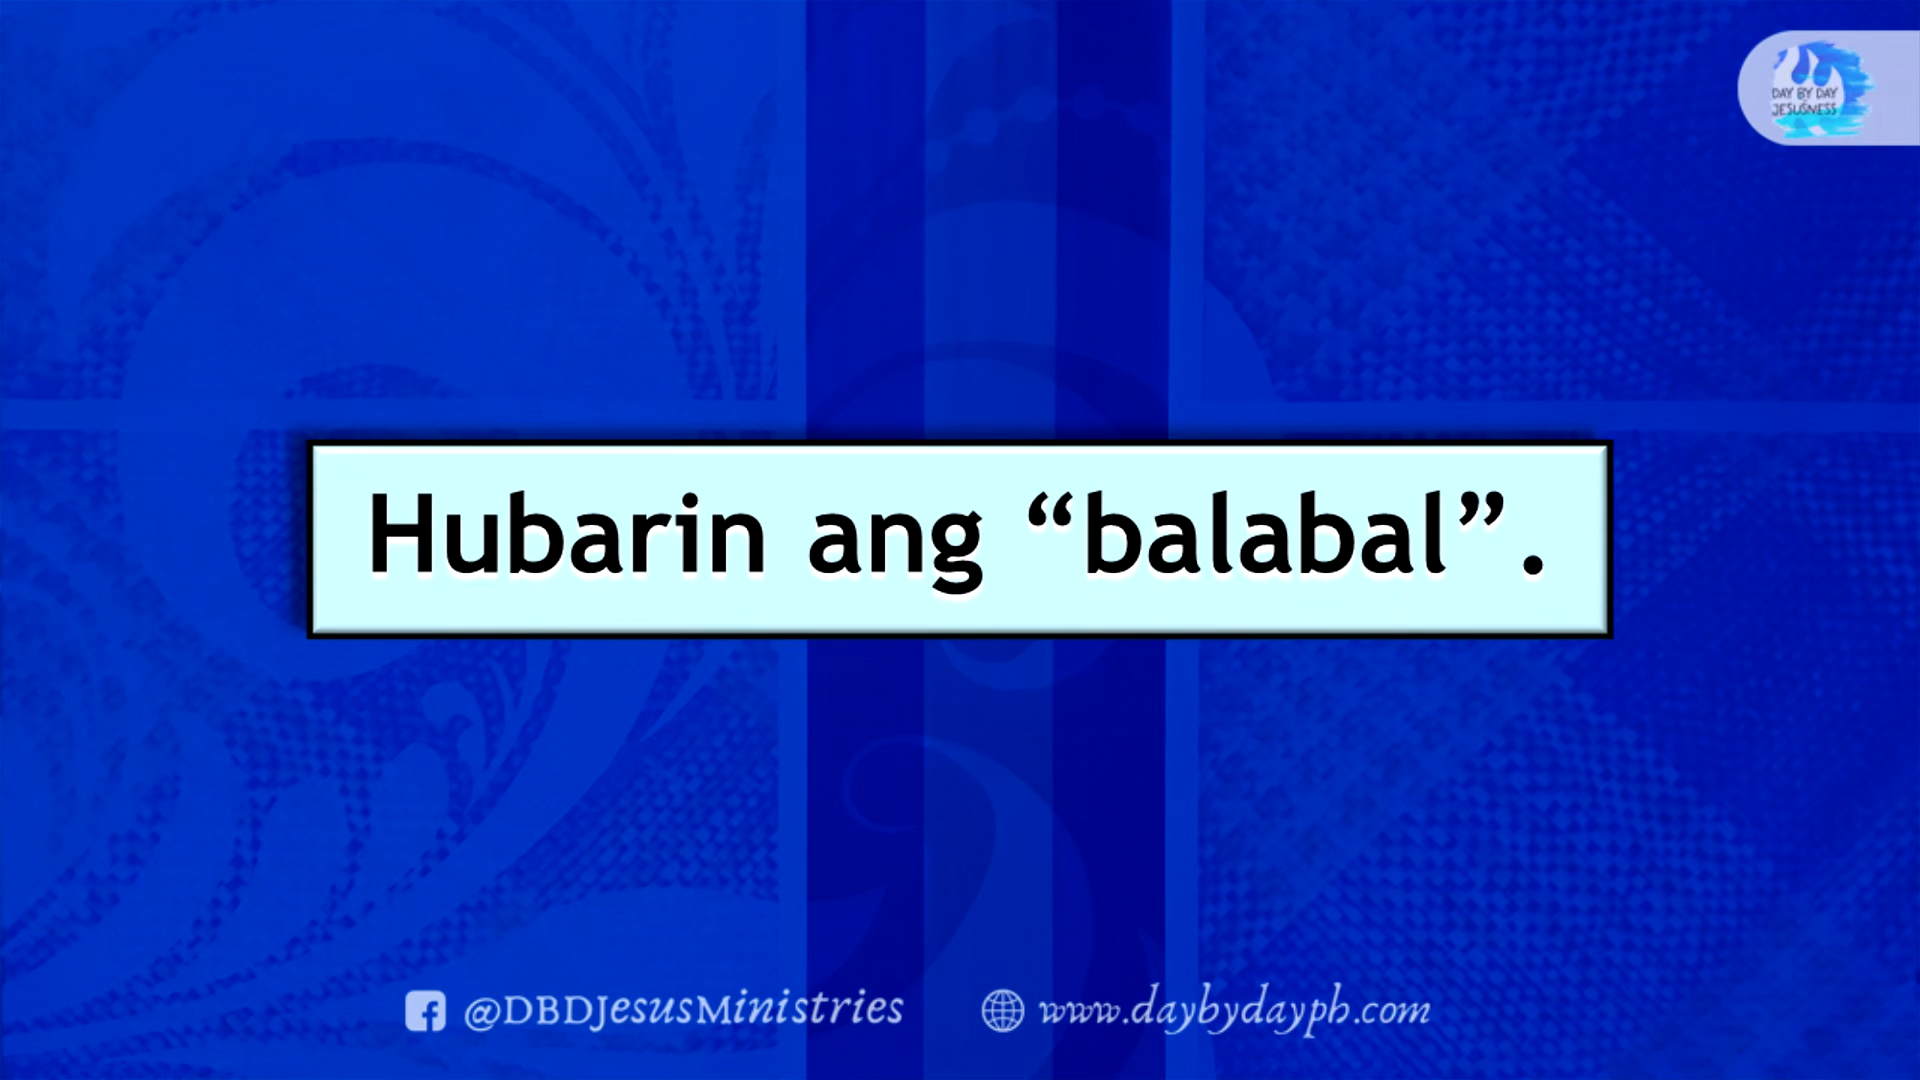 DAY BY DAY
JESUSNESS
Hubarin ang “balabal”.
@DBDJesusMinistries
www.daybydayph.com